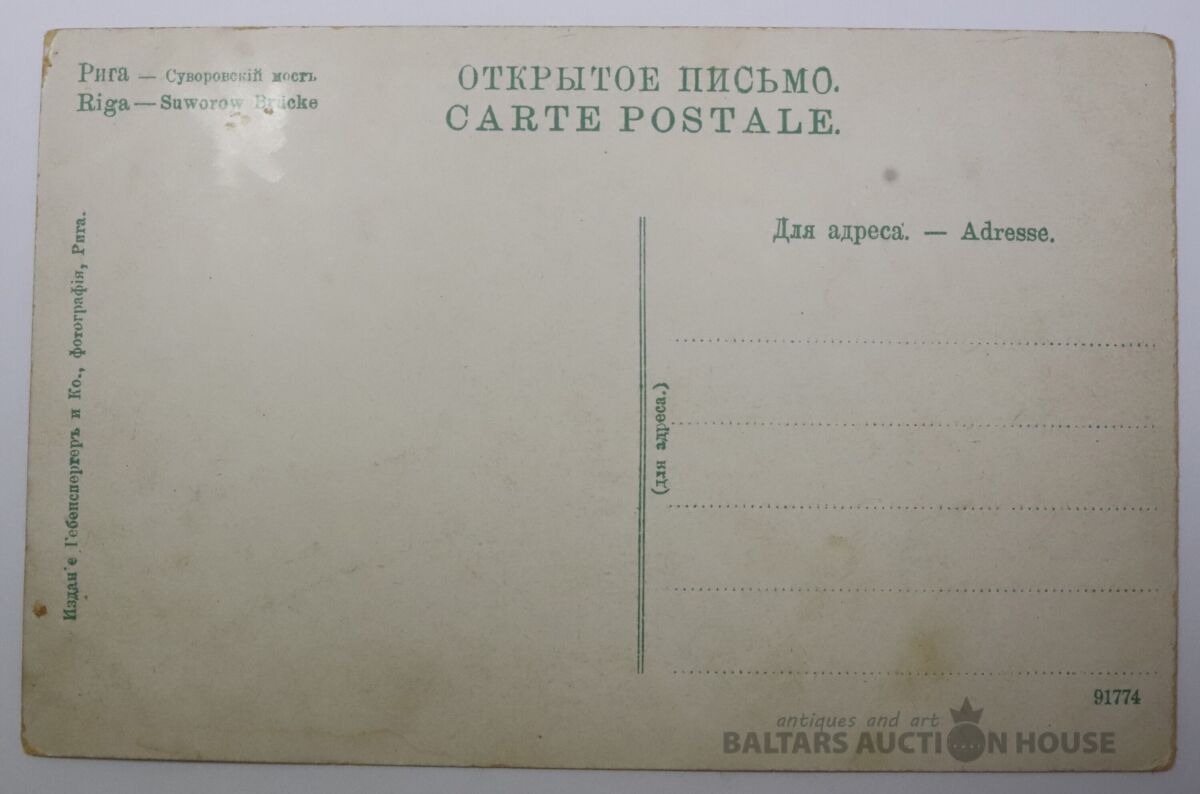 Рига — Суворовскій мостъ
Riga — Suworow Brücke
ОТКРЫТОЕ ПИСЬМО.
CARTE POSTALE.
Изданіе Гебенспергеръ и Ко., фотографія, Рига.
Для адреса. — Adresse.
(для адреса.)
91774
antiques and art
BALTARS AUCTION HOUSE